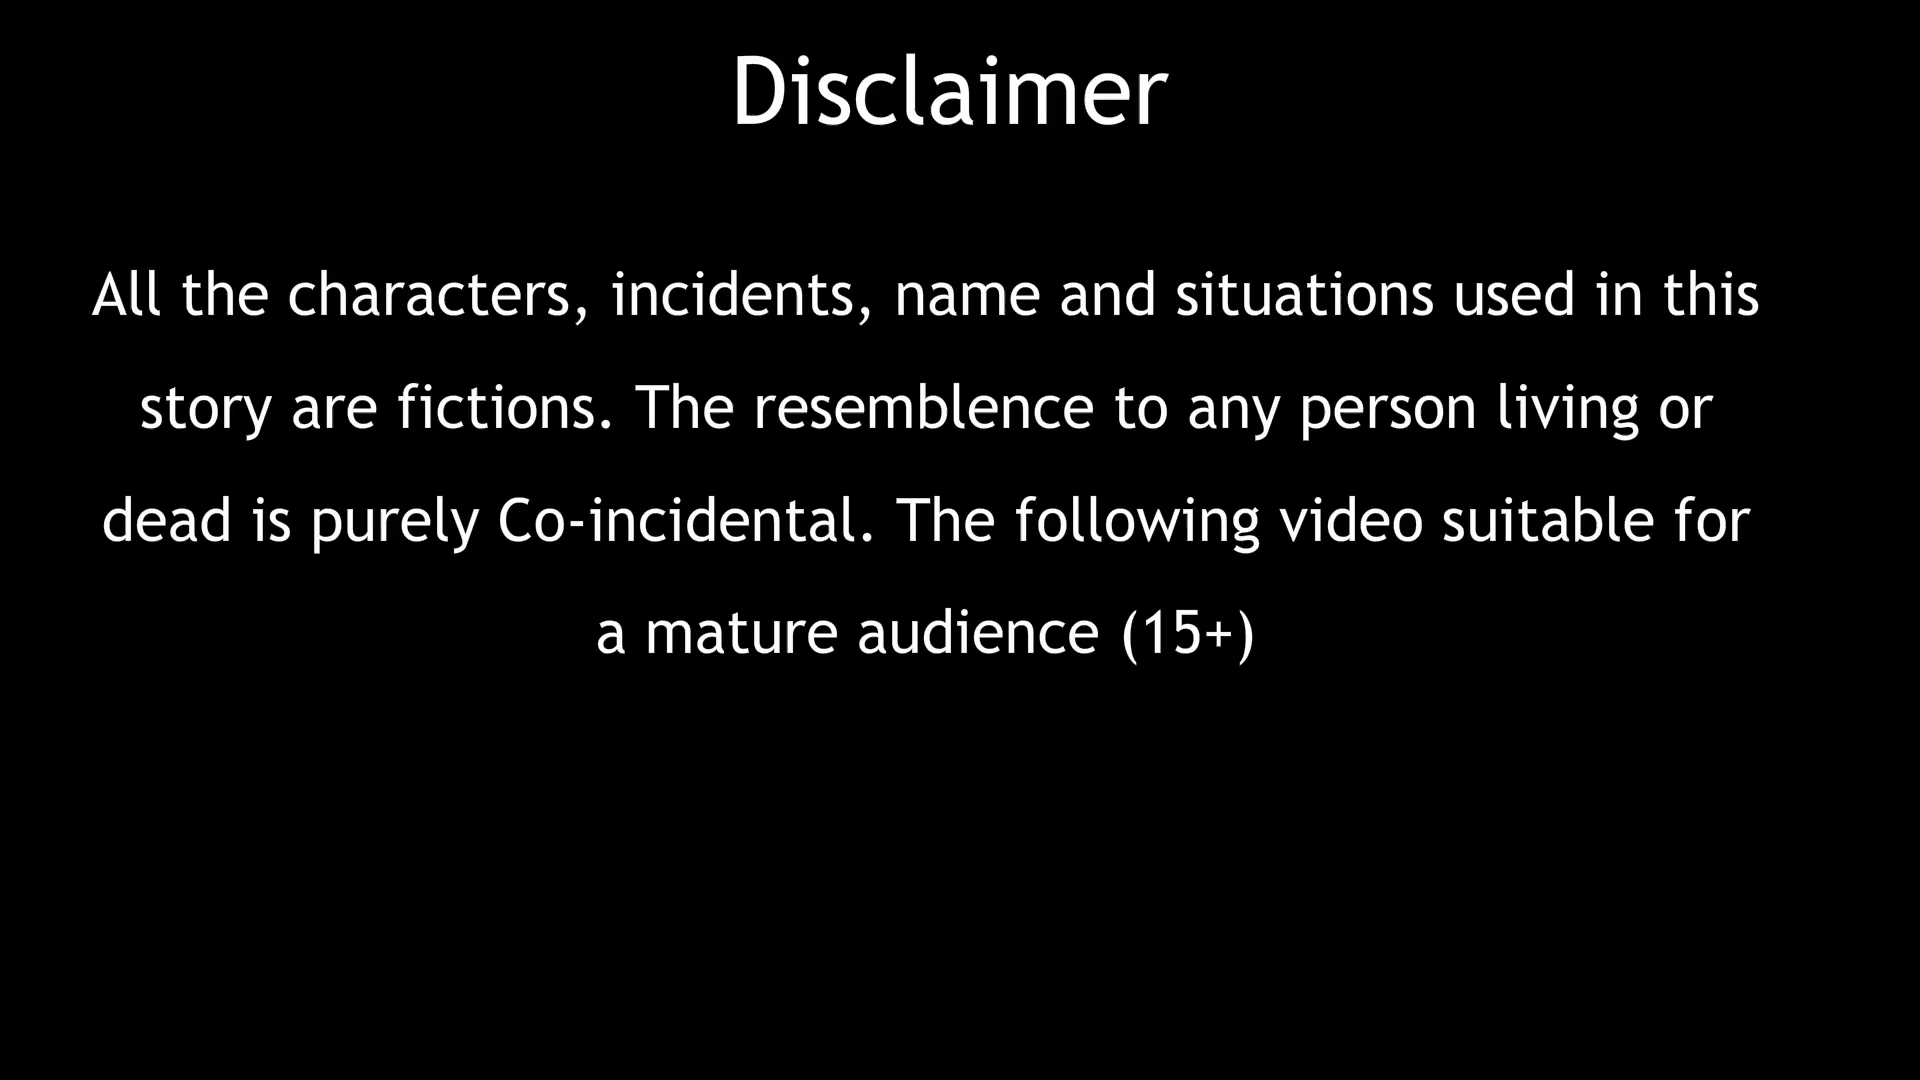 Disclaimer
All the characters, incidents, name and situations used in this
story are fictions. The resemblence to any person living or
dead is purely Co-incidental. The following video suitable for
a mature audience (15+)